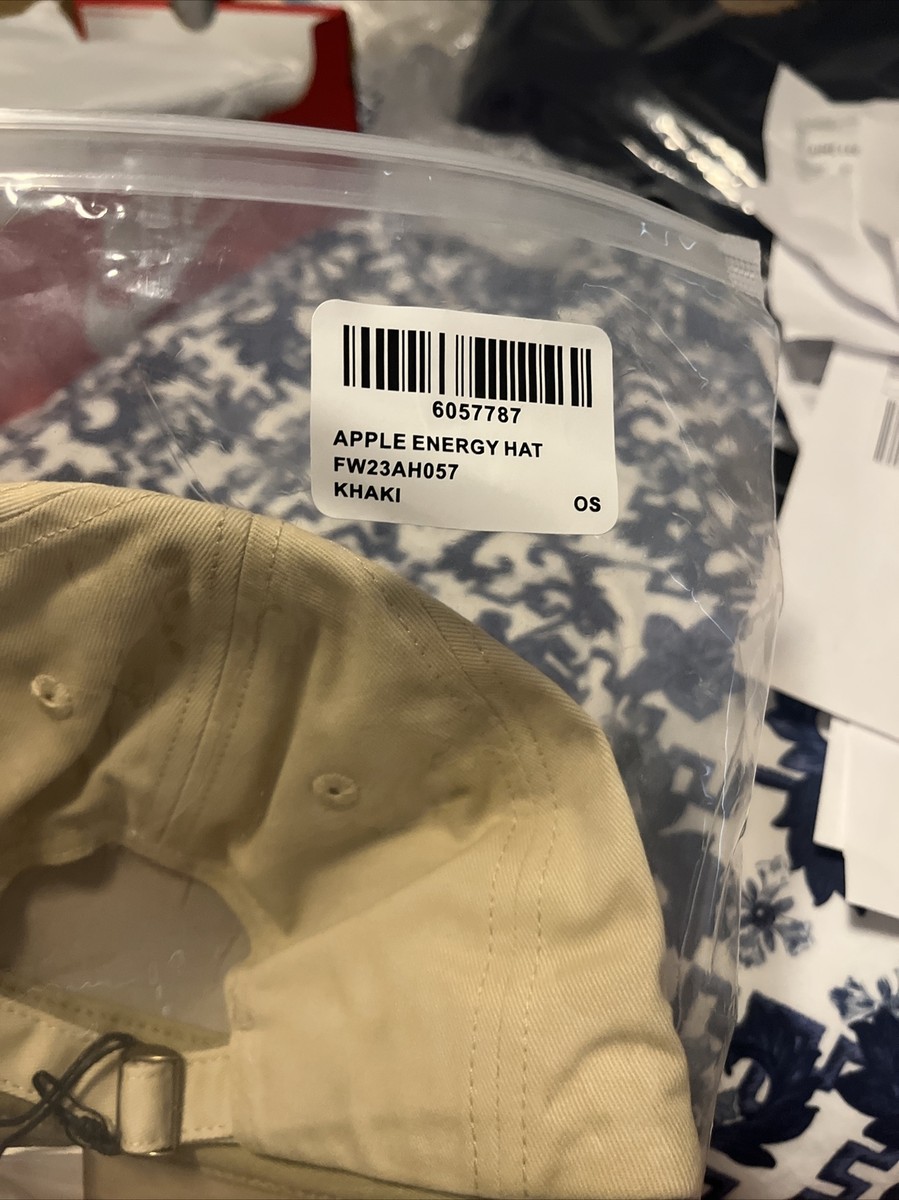 6057787
APPLE ENERGY HAT
FW23AH057
KHAKI OS